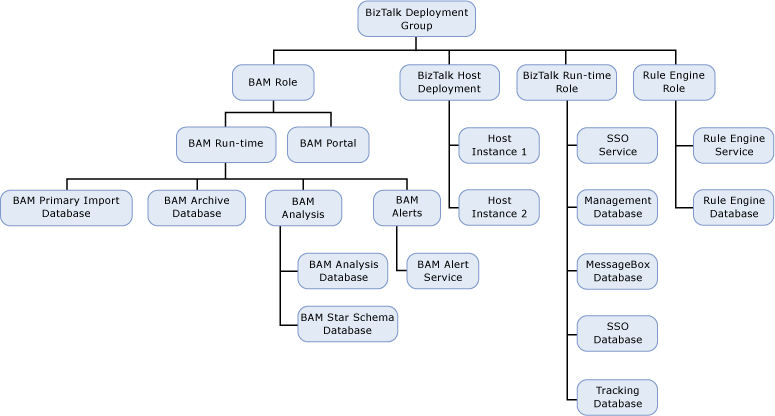 BizTalk Deployment
Group
BAM Role
BizTalk Host
Deployment
BizTalk Run-time
Role
Rule Engine
Role
BAM Run-time
BAM Portal
Host
Instance 1
SSO
Service
Rule Engine
Service
BAM Primary Import
Database
BAM Archive
Database
BAM
Analysis
BAM
Alerts
Host
Instance 2
Management
Database
Rule Engine
Database
BAM Analysis
Database
BAM Alert
Service
MessageBox
Database
BAM Star Schema
Database
SSO
Database
Tracking
Database